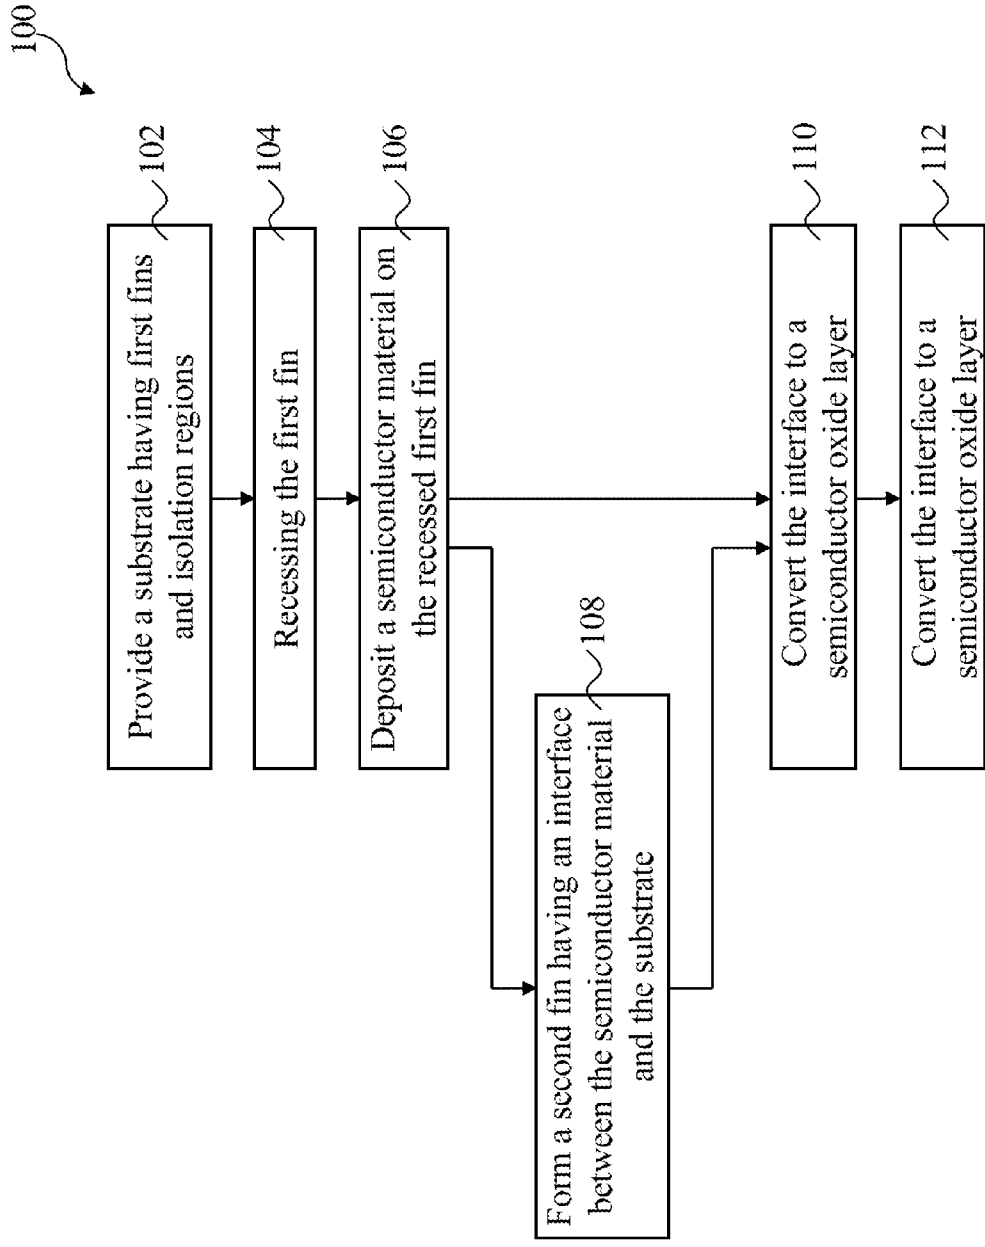 100
Provide a substrate having first fins
and isolation regions
102
Recessing the first fin
104
Deposit a semiconductor material on
the recessed first fin
106
Form a second fin having an interface
between the semiconductor material
and the substrate
108
Convert the interface to a
semiconductor oxide layer
110
Convert the interface to a
semiconductor oxide layer
112